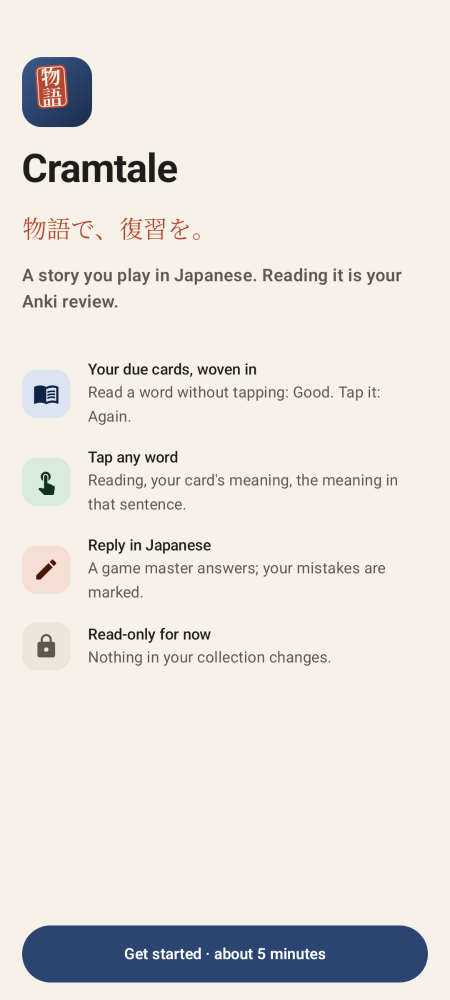 物語
Cramtale
物語で、復習を。
A story you play in Japanese. Reading it is your
Anki review.
Your due cards, woven in
Read a word without tapping: Good. Tap it:
Again.
Tap any word
Reading, your card's meaning, the meaning in
that sentence.
Reply in Japanese
A game master answers; your mistakes are
marked.
Read-only for now
Nothing in your collection changes.
Get started · about 5 minutes